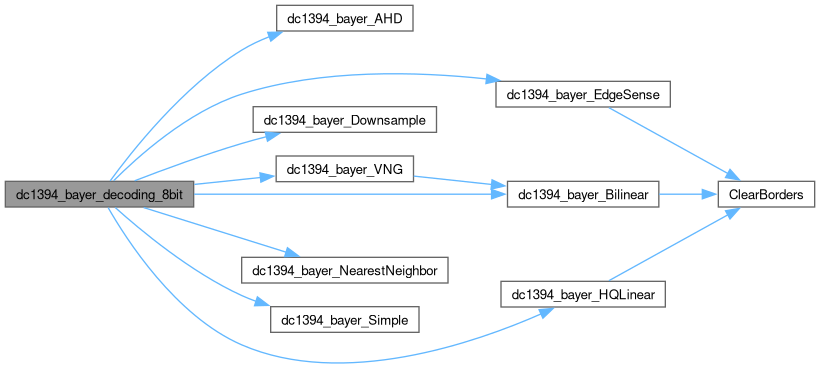 dc1394_bayer_AHD
dc1394_bayer_EdgeSense
dc1394_bayer_Downsample
dc1394_bayer_VNG
dc1394_bayer_decoding_8bit
dc1394_bayer_Bilinear
ClearBorders
dc1394_bayer_NearestNeighbor
dc1394_bayer_HQLinear
dc1394_bayer_Simple